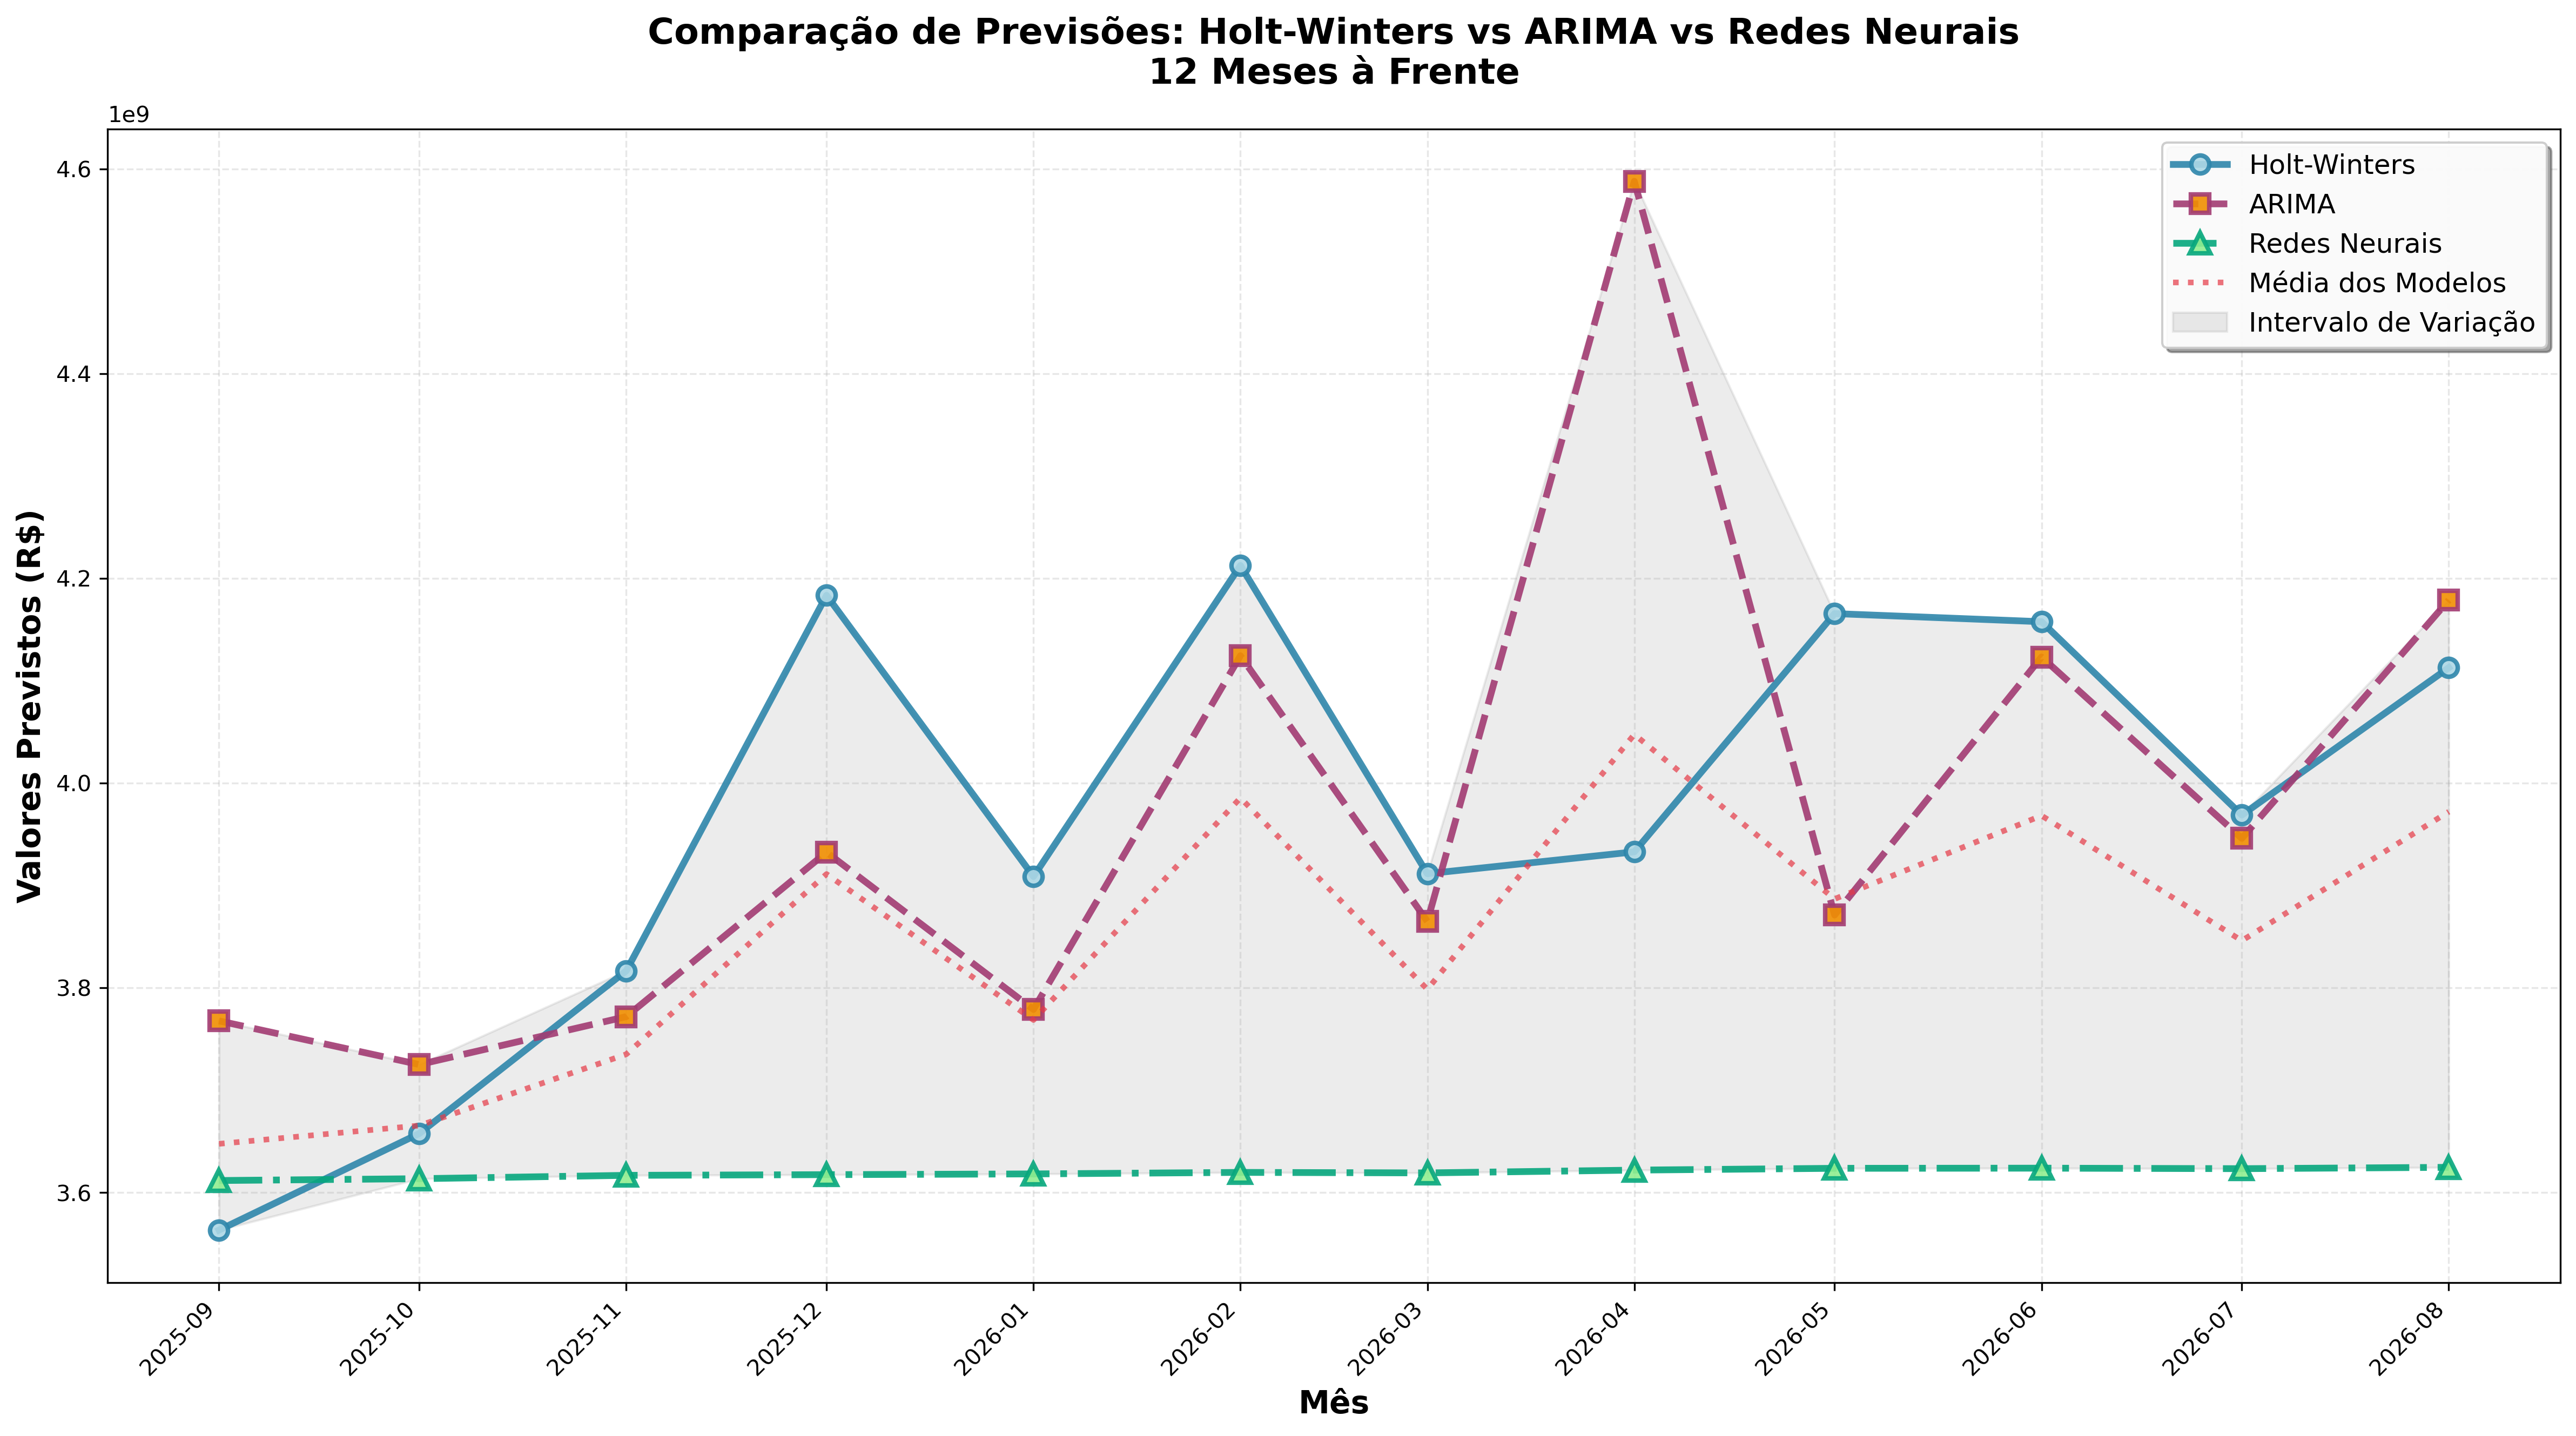 Comparação de Previsões: Holt-Winters vs ARIMA vs Redes Neurais
12 Meses à Frente
1e9
4.6
4.4
4.2
4.0
3.8
3.6
Valores Previstos (R$)
Holt-Winters
ARIMA
Redes Neurais
Média dos Modelos
Intervalo de Variação
2025-09
2025-10
2025-11
2025-12
2026-01
2026-02
2026-03
2026-04
2026-05
2026-06
2026-07
2026-08
Mês